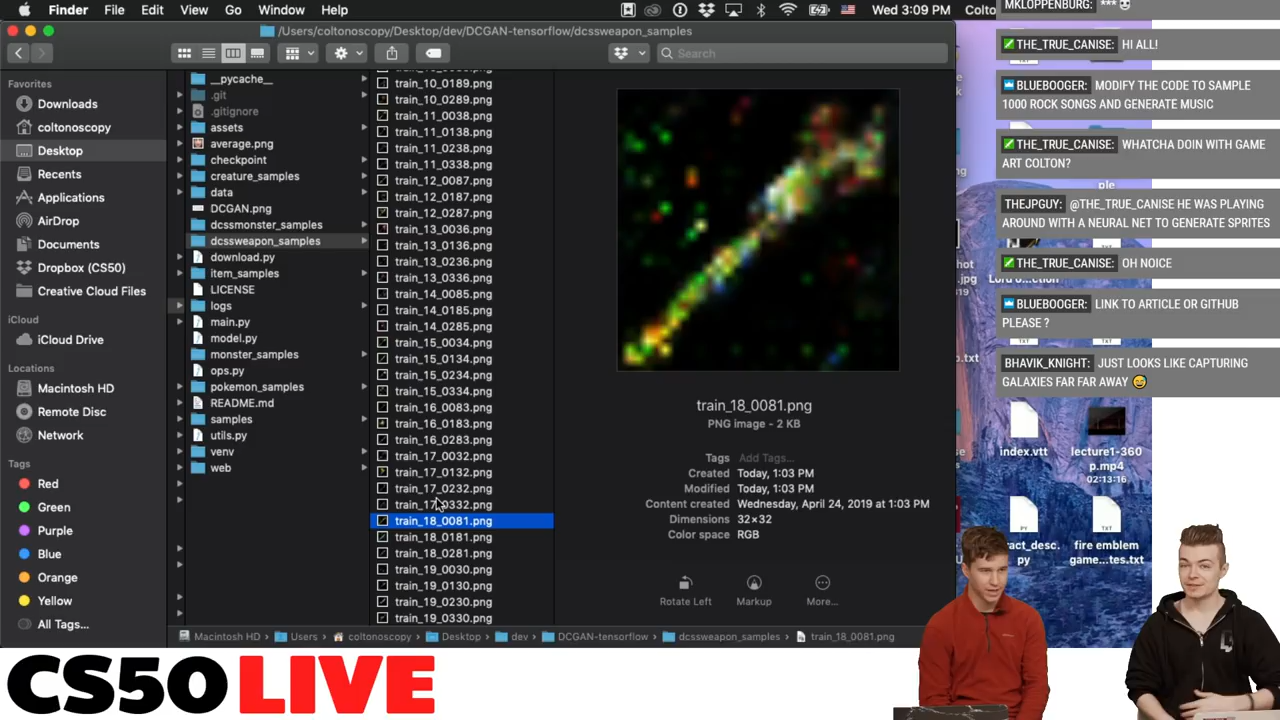 Finder File Edit View Go Window Help
Wed 3:09 PM Colto
/Users/coltonoscopy/Desktop/dev/DCGAN-tensorflow/dcssweapon_samples
Search
Favorites
Downloads
coltonoscopy
Desktop
Recents
Applications
AirDrop
Documents
Dropbox (CS50)
Creative Cloud Files
iCloud
iCloud Drive
Locations
Macintosh HD
Remote Disc
Network
Tags
Red
Green
Purple
Blue
Orange
Yellow
All Tags...
__pycache__
.git
.gitignore
assets
average.png
checkpoint
creature_samples
data
DCGAN.png
dcssmonster_samples
dcssweapon_samples
download.py
item_samples
LICENSE
logs
main.py
model.py
monster_samples
ops.py
pokemon_samples
README.md
samples
utils.py
venv
web
train_10_0189.png
train_10_0289.png
train_11_0038.png
train_11_0138.png
train_11_0238.png
train_11_0338.png
train_12_0087.png
train_12_0187.png
train_12_0287.png
train_13_0036.png
train_13_0136.png
train_13_0236.png
train_13_0336.png
train_14_0085.png
train_14_0185.png
train_14_0285.png
train_15_0034.png
train_15_0134.png
train_15_0234.png
train_15_0334.png
train_16_0083.png
train_16_0183.png
train_16_0283.png
train_17_0032.png
train_17_0132.png
train_17_0232.png
train_17_0332.png
train_18_0081.png
train_18_0181.png
train_18_0281.png
train_19_0030.png
train_19_0130.png
train_19_0230.png
train_19_0330.png
train_18_0081.png
PNG image - 2 KB
Tags Add Tags...
Created Today, 1:03 PM
Modified Today, 1:03 PM
Content created Wednesday, April 24, 2019 at 1:03 PM
Dimensions 32×32
Color space RGB
Rotate Left
Markup
More...
Macintosh HD › Users › coltonoscopy › Desktop › dev › DCGAN-tensorflow › dcssweapon_samples › train_18_0081.png
MKLOPPENBURG: ***
THE_TRUE_CANISE: HI ALL!
BLUEBOOGER: MODIFY THE CODE TO SAMPLE
1000 ROCK SONGS AND GENERATE MUSIC
THE_TRUE_CANISE: WHATCHA DOIN WITH GAME
ART COLTON?
THEJPGUY: @THE_TRUE_CANISE HE WAS PLAYING
AROUND WITH A NEURAL NET TO GENERATE SPRITES
THE_TRUE_CANISE: OH NOICE
BLUEBOOGER: LINK TO ARTICLE OR GITHUB
PLEASE ?
BHAVIK_KNIGHT: JUST LOOKS LIKE CAPTURING
GALAXIES FAR FAR AWAY
index.vtt
lecture1-360
p.mp4
02:13:16
ract_desc.
py
fire emblem
game...tes.txt
CS50 LIVE